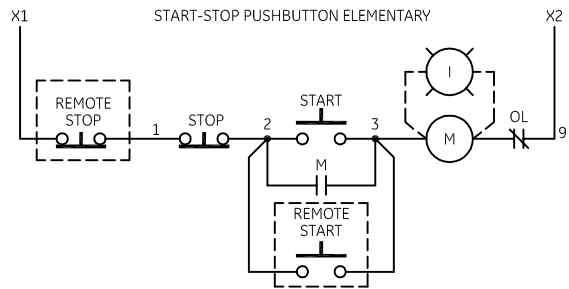 X1
START-STOP PUSHBUTTON ELEMENTARY
X2
I
REMOTE
STOP
1
STOP
2
START
3
M
OL
9
M
REMOTE
START